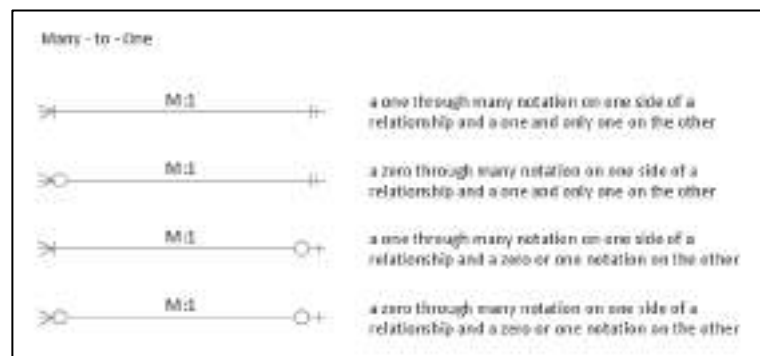 Many - to - One
M:1
a one through many notation on one side of a
relationship and a one and only one on the other
M:1
a zero through many notation on one side of a
relationship and a one and only one on the other
M:1
a one through many notation on one side of a
relationship and a zero or one notation on the other
M:1
a zero through many notation on one side of a
relationship and a zero or one notation on the other